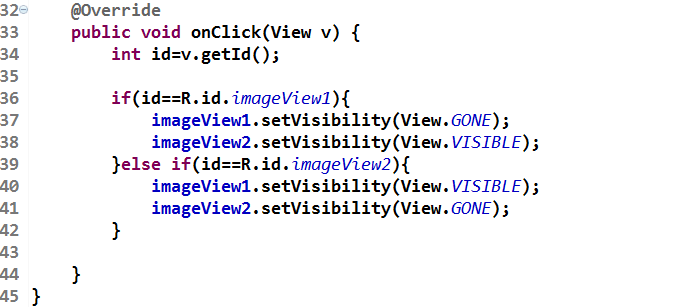 32 @Override
33 public void onClick(View v) {
34 int id=v.getId();
35
36 if(id==R.id.imageView1){
37 imageView1.setVisibility(View.GONE);
38 imageView2.setVisibility(View.VISIBLE);
39 }else if(id==R.id.imageView2){
40 imageView1.setVisibility(View.VISIBLE);
41 imageView2.setVisibility(View.GONE);
42 }
43
44 }
45 }